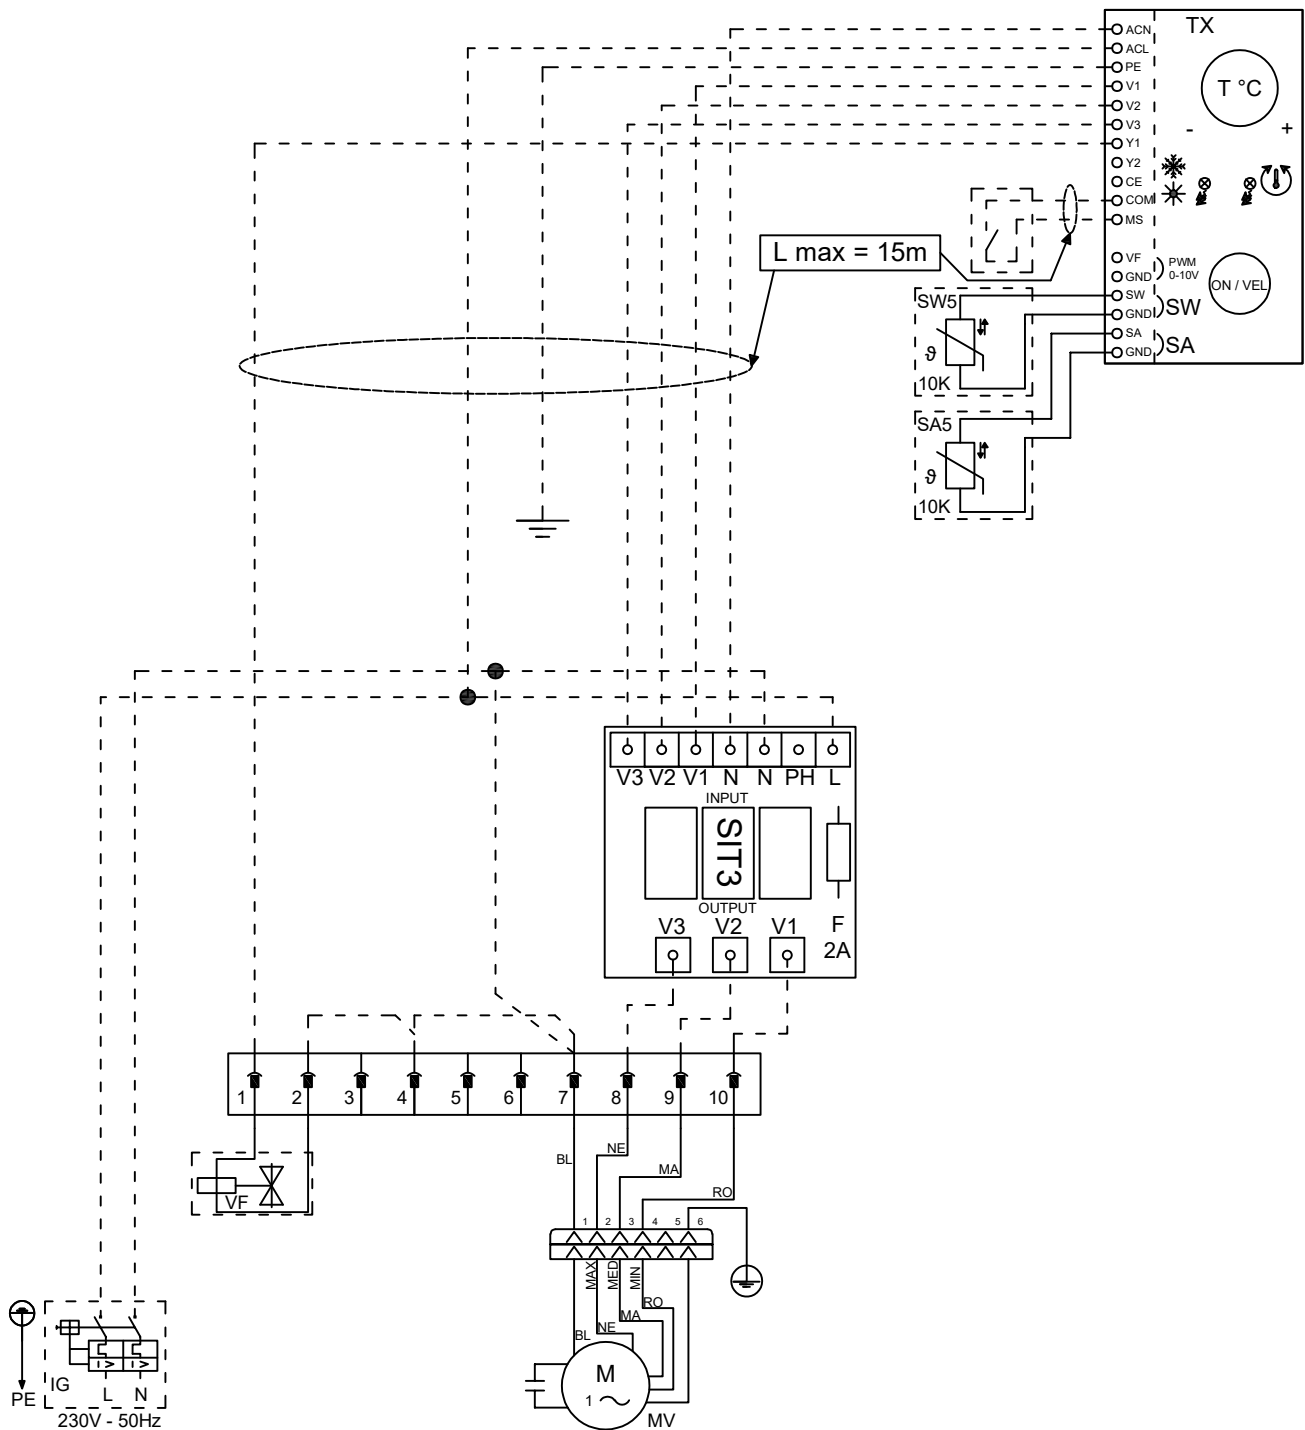 TX
ACN
ACL
PE
V1
V2
V3
Y1
Y2
CE
COM
MS
VF
GND
SW
GND
SA
GND
T °C
- +
PWM
0-10V
SW
SA
ON / VEL
L max = 15m
SW5
ϑ
10K
SA5
ϑ
10K
V3 V2 V1 N N PH L
INPUT
SIT3
OUTPUT
V3 V2 V1
F
2A
1 2 3 4 5 6 7 8 9 10
VF
BL NE MA RO
1 2 3 4 5 6
MAX MED MIN
BL NE MA RO
M
1
MV
PE
IG
L N
230V - 50Hz